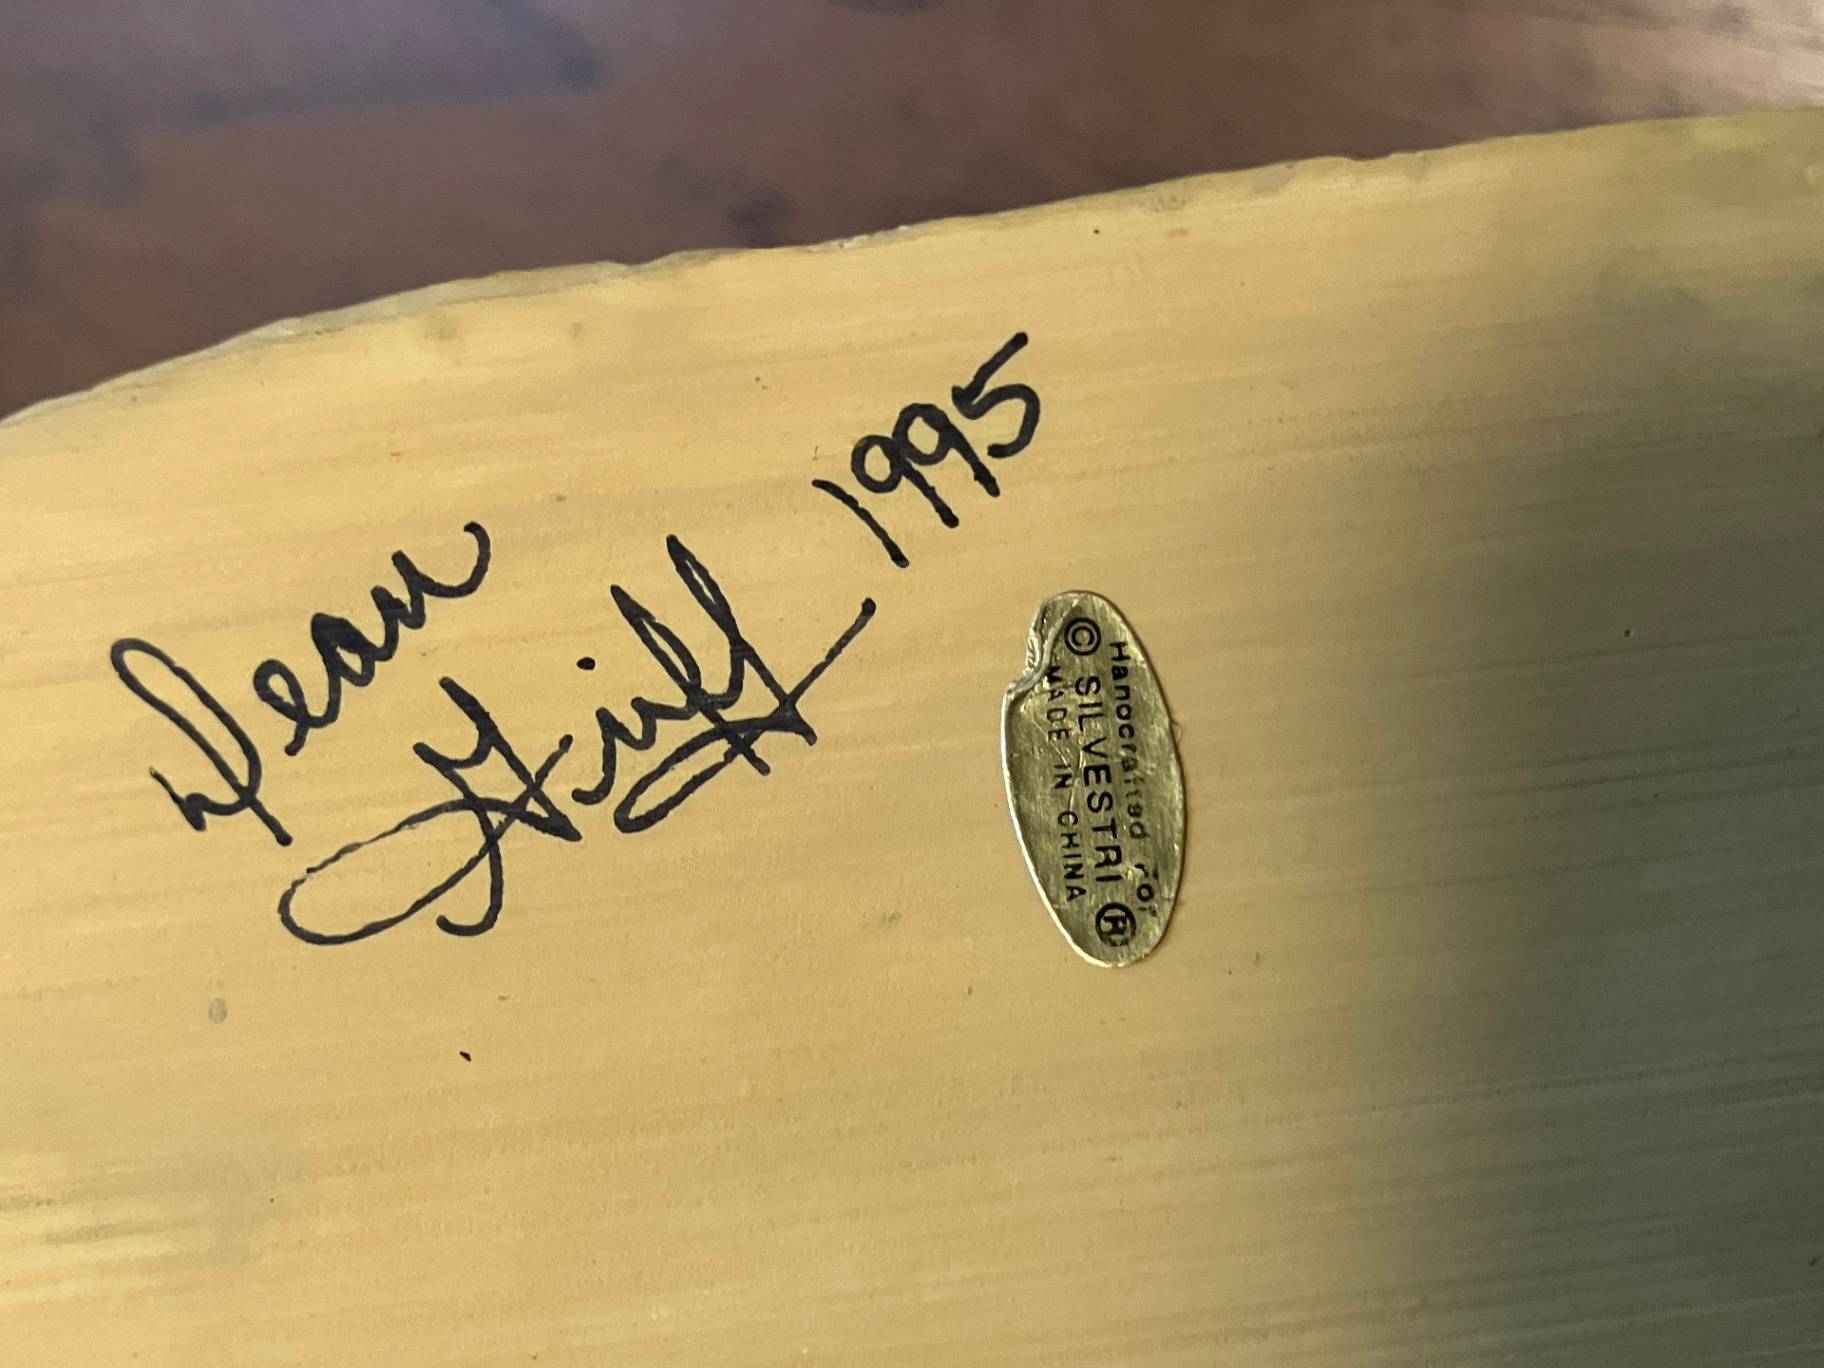 Dean
Griff 1995
Handcrafted for
© SILVESTRI ®
MADE IN CHINA